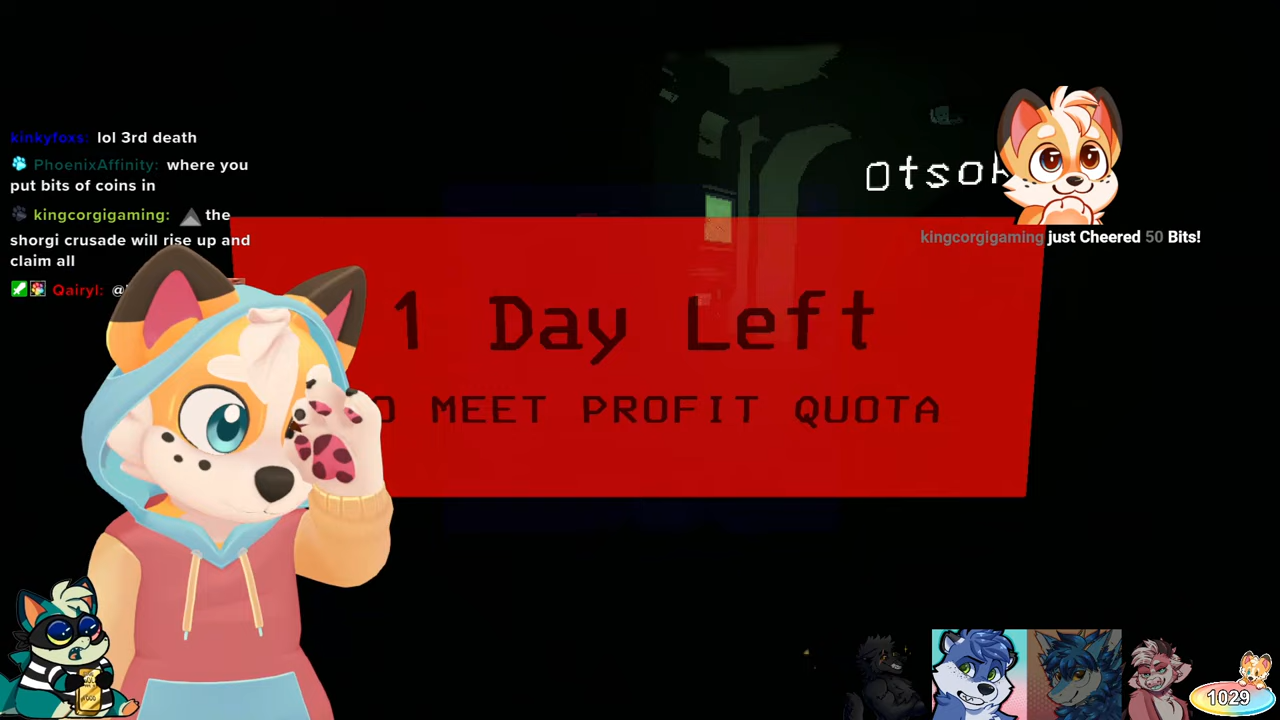 kinkyfoxs: lol 3rd death
PhoenixAffinity: where you
put bits of coins in
kingcorgigaming: the
shorgi crusade will rise up and
claim all
Qairyl: @
otso
kingcorgigaming just Cheered 50 Bits!
1 Day Left
MEET PROFIT QUOTA
1029